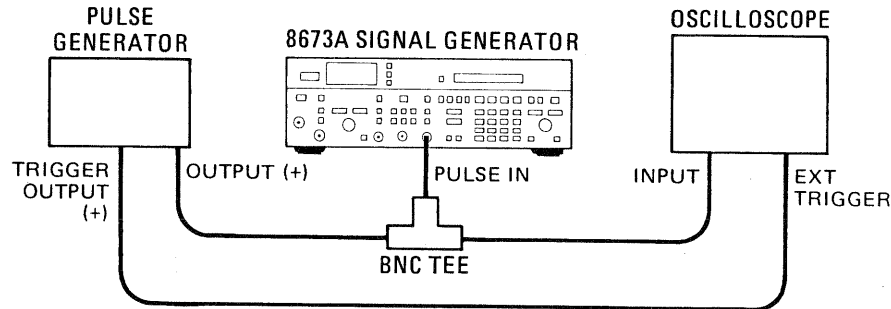 PULSE
GENERATOR
8673A SIGNAL GENERATOR
OSCILLOSCOPE
TRIGGER
OUTPUT
(+)
OUTPUT (+)
PULSE IN
INPUT
EXT
TRIGGER
BNC TEE